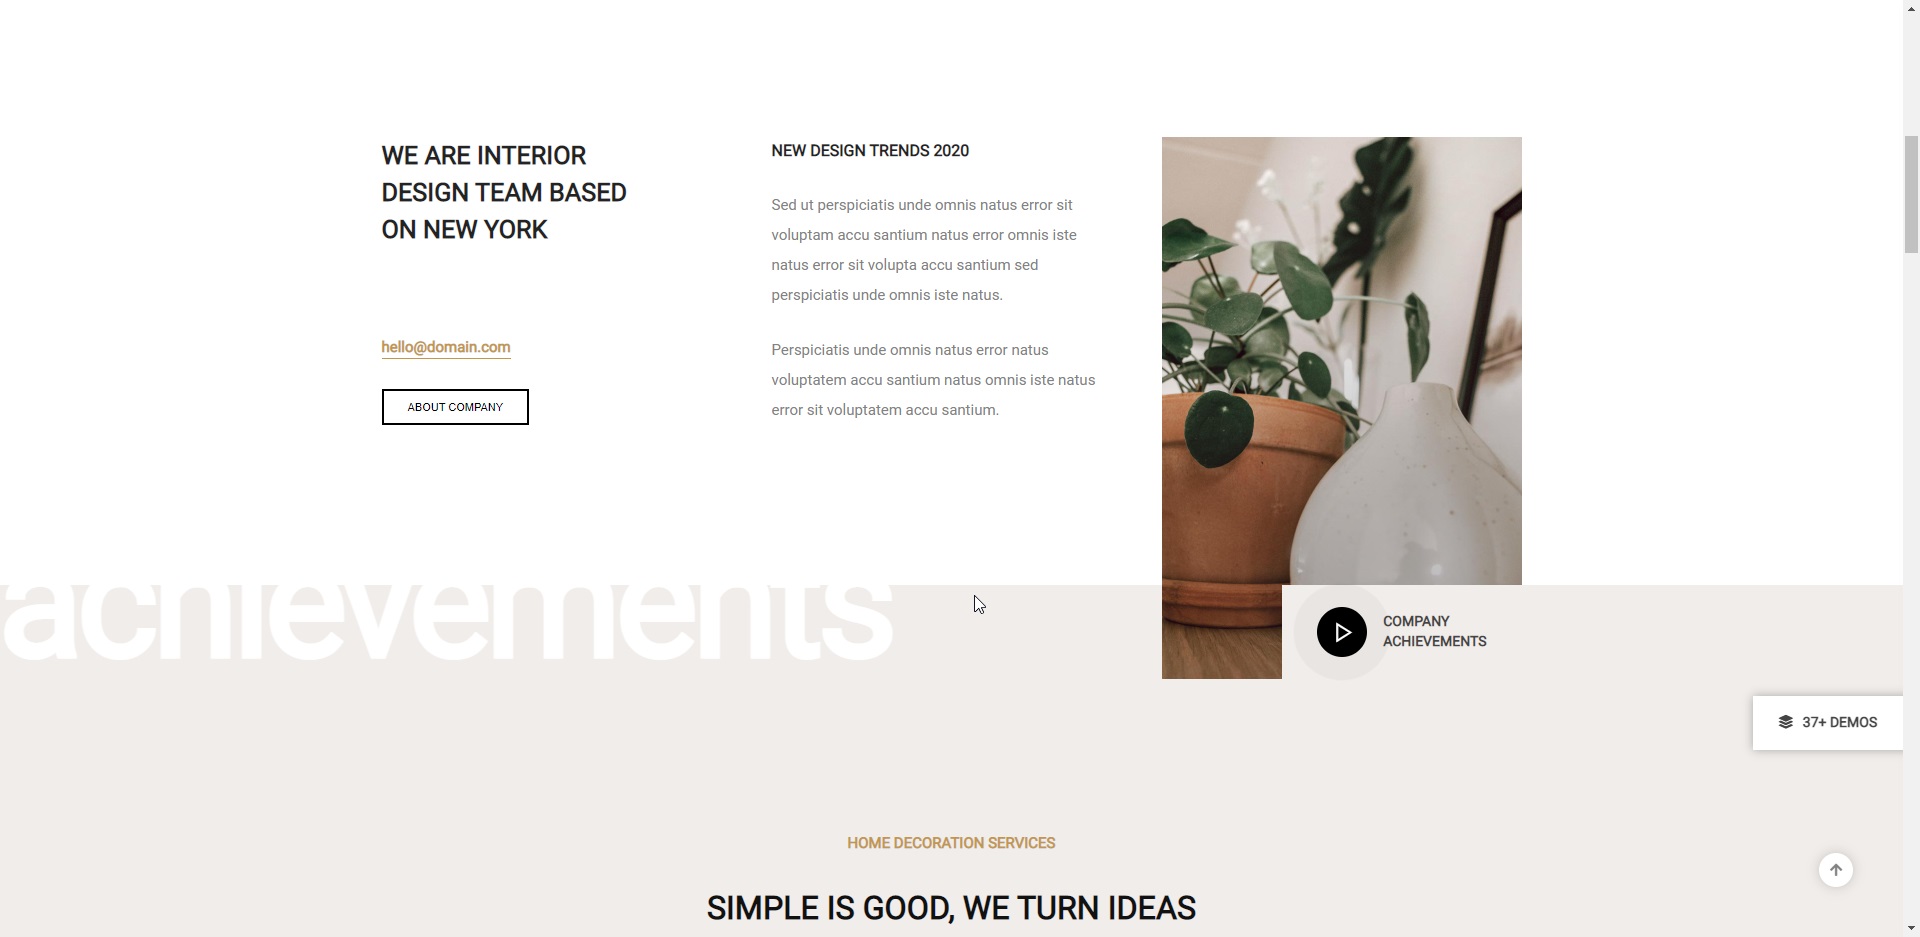 WE ARE INTERIOR
DESIGN TEAM BASED
ON NEW YORK
hello@domain.com
ABOUT COMPANY
NEW DESIGN TRENDS 2020
Sed ut perspiciatis unde omnis natus error sit
voluptam accu santium natus error omnis iste
natus error sit volupta accu santium sed
perspiciatis unde omnis iste natus.
Perspiciatis unde omnis natus error natus
voluptatem accu santium natus omnis iste natus
error sit voluptatem accu santium.
achievements
COMPANY
ACHIEVEMENTS
37+ DEMOS
HOME DECORATION SERVICES
SIMPLE IS GOOD, WE TURN IDEAS